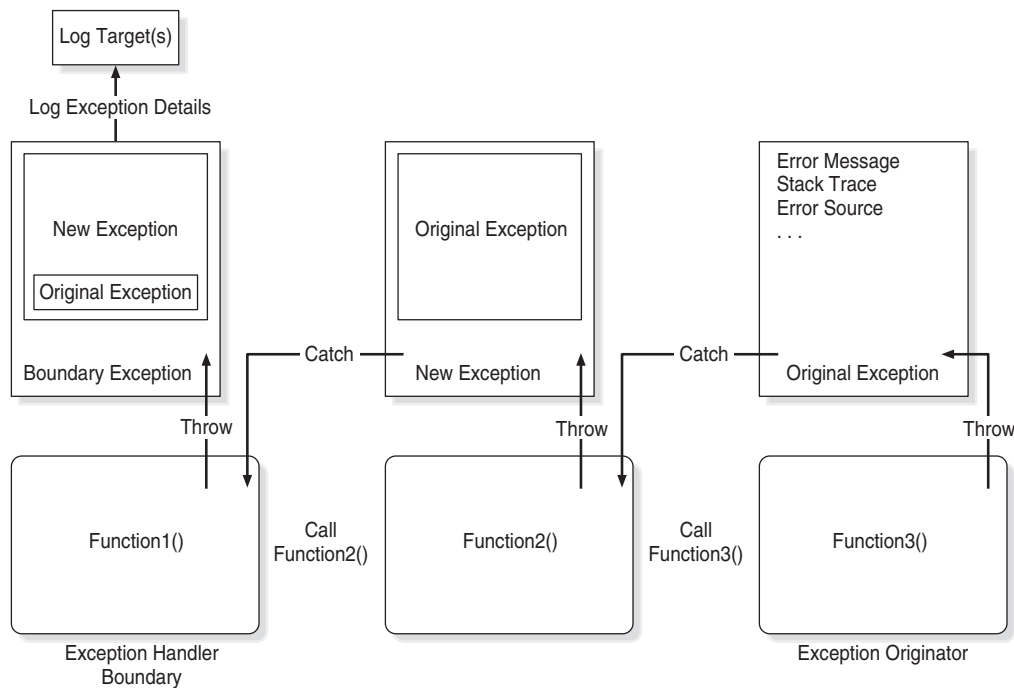 Log Target(s)
Log Exception Details
New Exception
Original Exception
Boundary Exception
Original Exception
New Exception
Error Message
Stack Trace
Error Source
. . .
Original Exception
Catch
Catch
Throw
Throw
Throw
Function1()
Call
Function2()
Function2()
Call
Function3()
Function3()
Exception Handler
Boundary
Exception Originator